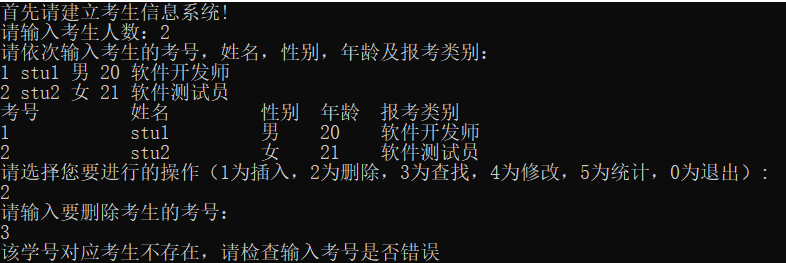 首先请建立考生信息系统!
请输入考生人数: 2
请依次输入考生的考号,姓名,性别,年龄及报考类别:
1 stu1 男 20 软件开发师
2 stu2 女 21 软件测试员
考号 姓名 性别 年龄 报考类别
1 stu1 男 20 软件开发师
2 stu2 女 21 软件测试员
请选择您要进行的操作(1为插入,2为删除,3为查找,4为修改,5为统计,0为退出):
2
请输入要删除考生的考号:
3
该学号对应考生不存在,请检查输入考号是否错误